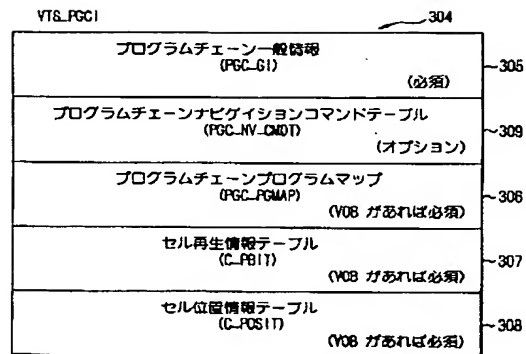 VTS_PGCI
304
プログラムチェーン一般情報
(PGC_GI)
(必須)
305
プログラムチェーンナビゲイションコマンドテーブル
(PGC_NV_CMDT)
(オプション)
309
プログラムチェーンプログラムマップ
(PGC_PGMAP)
(VOB があれば必須)
306
セル再生情報テーブル
(C_PBIT)
(VOB があれば必須)
307
セル位置情報テーブル
(C_POSIT)
(VOB があれば必須)
308